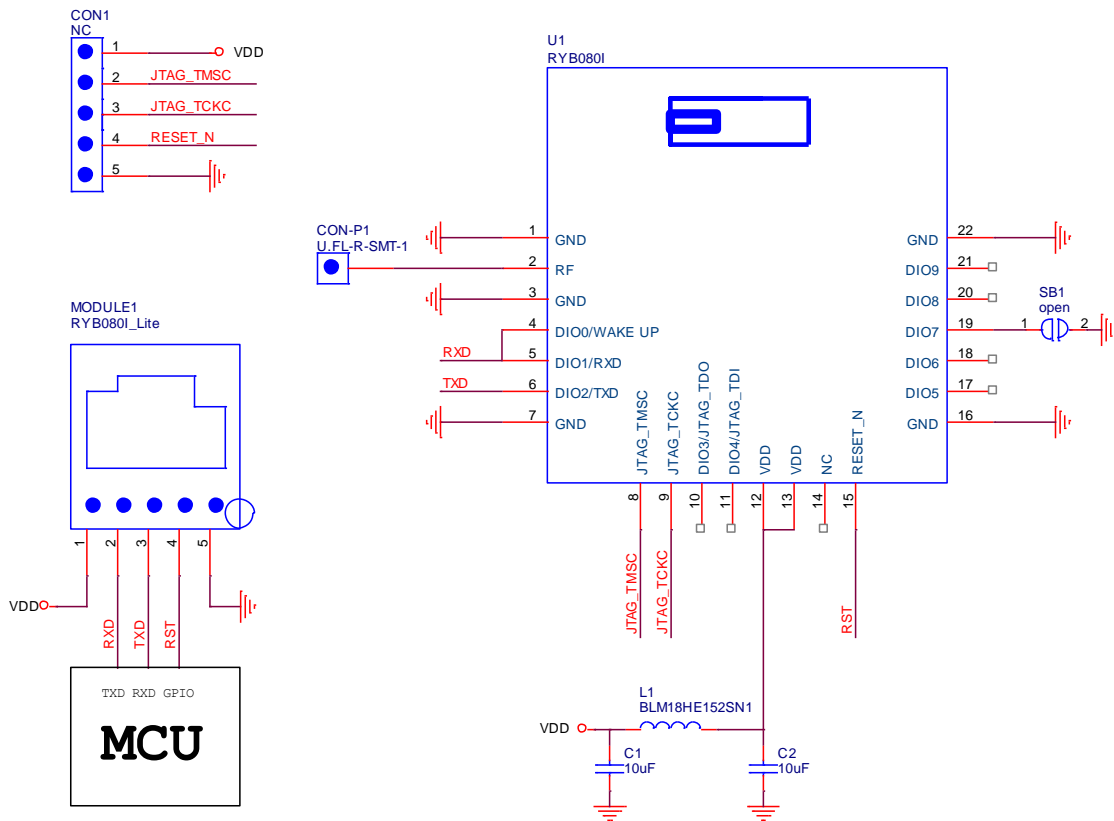 CON1
NC
1
VDD
2
JTAG_TMSC
3
JTAG_TCKC
4
RESET_N
5
U1
RYB080I
CON-P1
U.FL-R-SMT-1
1
GND
2
RF
3
GND
4
DIO0/WAKE UP
RXD
5
DIO1/RXD
TXD
6
DIO2/TXD
7
GND
GND
22
DIO9
21
DIO8
20
DIO7
19
DIO6
18
DIO5
17
GND
16
SB1
open
1
2
JTAG_TMSC
JTAG_TCKC
DIO3/JTAG_TDO
DIO4/JTAG_TDI
VDD
VDD
NC
RESET_N
8
9
10
11
12
13
14
15
JTAG_TMSC
JTAG_TCKC
RST
MODULE1
RYB080I_Lite
1
2
3
4
5
VDD
RXD
TXD
RST
TXD RXD GPIO
MCU
L1
BLM18HE152SN1
VDD
C1
10uF
C2
10uF